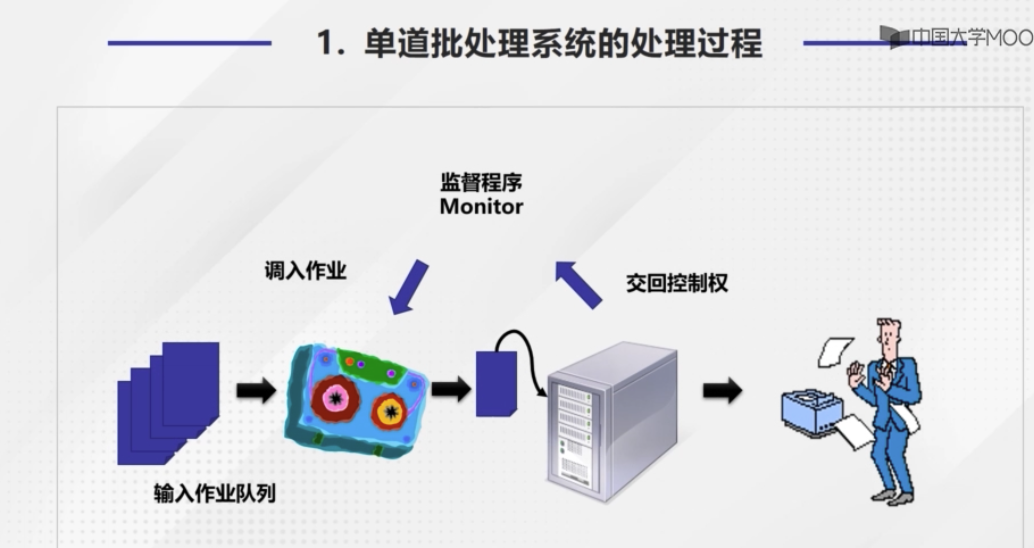 1. 单道批处理系统的处理过程
中国大学MOO
监督程序
Monitor
调入作业
交回控制权
输入作业队列